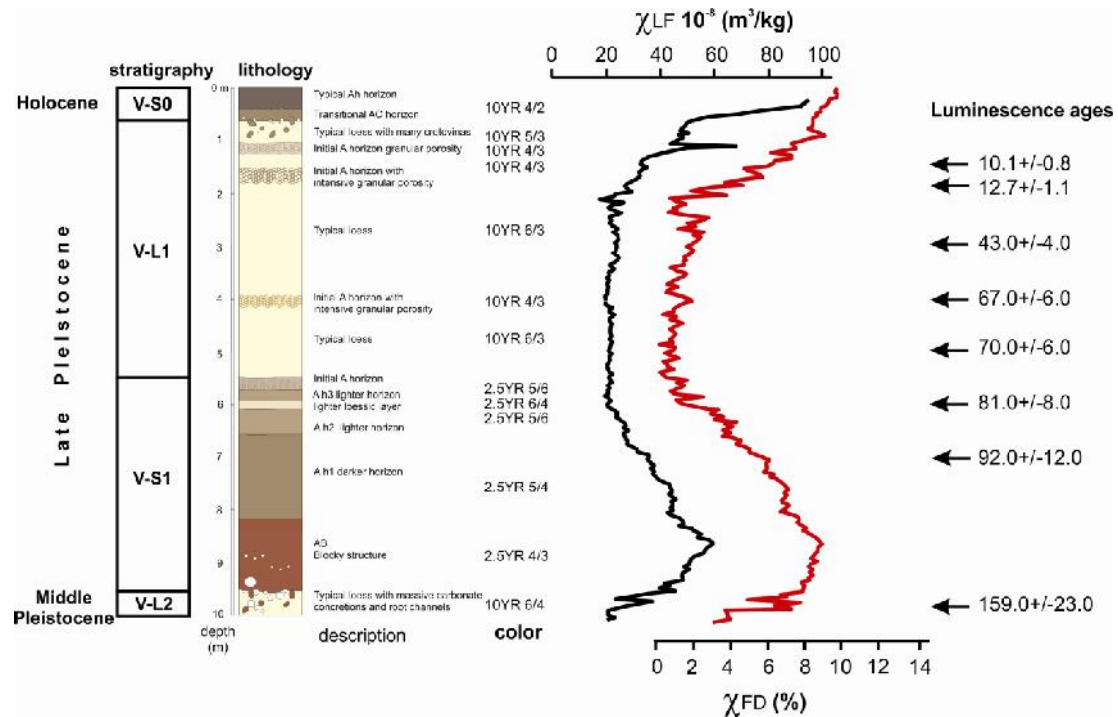 χLF 10⁻⁸ (m³/kg)
0 20 40 60 80 100
stratigraphy lithology
Holocene
Late Pleistocene
Middle
Pleistocene
V-S0
V-L1
V-S1
V-L2
0 m
1
2
3
4
5
6
7
8
9
10
depth
(m)
Typical Ah horizon
Transitional AC horizon
Typical loess with many crotovinas
Initial A horizon granular porosity
Initial A horizon with
intensive granular porosity
Typical loess
Initial A horizon with
intensive granular porosity
Typical loess
Initial A horizon
A h3 lighter horizon
lighter loessic layer
A h2 lighter horizon
A h1 darker horizon
AB
Blocky structure
Typical loess with massive carbonate
concretions and root channels
description
10YR 4/2
10YR 5/3
10YR 4/3
10YR 4/3
10YR 6/3
10YR 4/3
10YR 6/3
2.5YR 5/6
2.5YR 6/4
2.5YR 5/6
2.5YR 5/4
2.5YR 4/3
10YR 6/4
color
Luminescence ages
10.1+/-0.8
12.7+/-1.1
43.0+/-4.0
67.0+/-6.0
70.0+/-6.0
81.0+/-8.0
92.0+/-12.0
159.0+/-23.0
0 2 4 6 8 10 12 14
χFD (%)